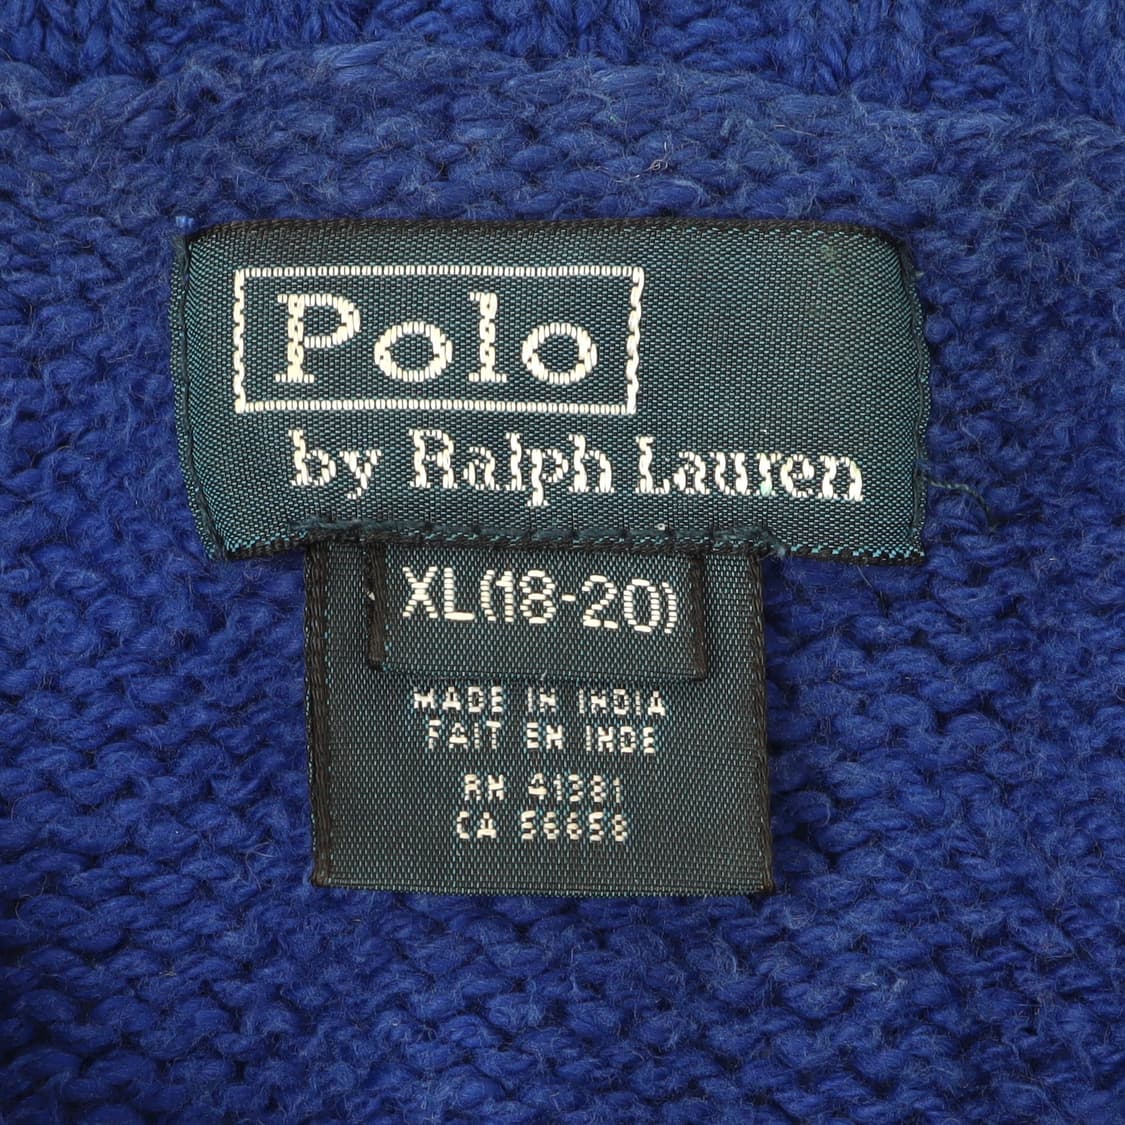 Polo
by Ralph Lauren
XL(18-20)
MADE IN INDIA
FAIT EN INDE
RN 41381
CA 56658